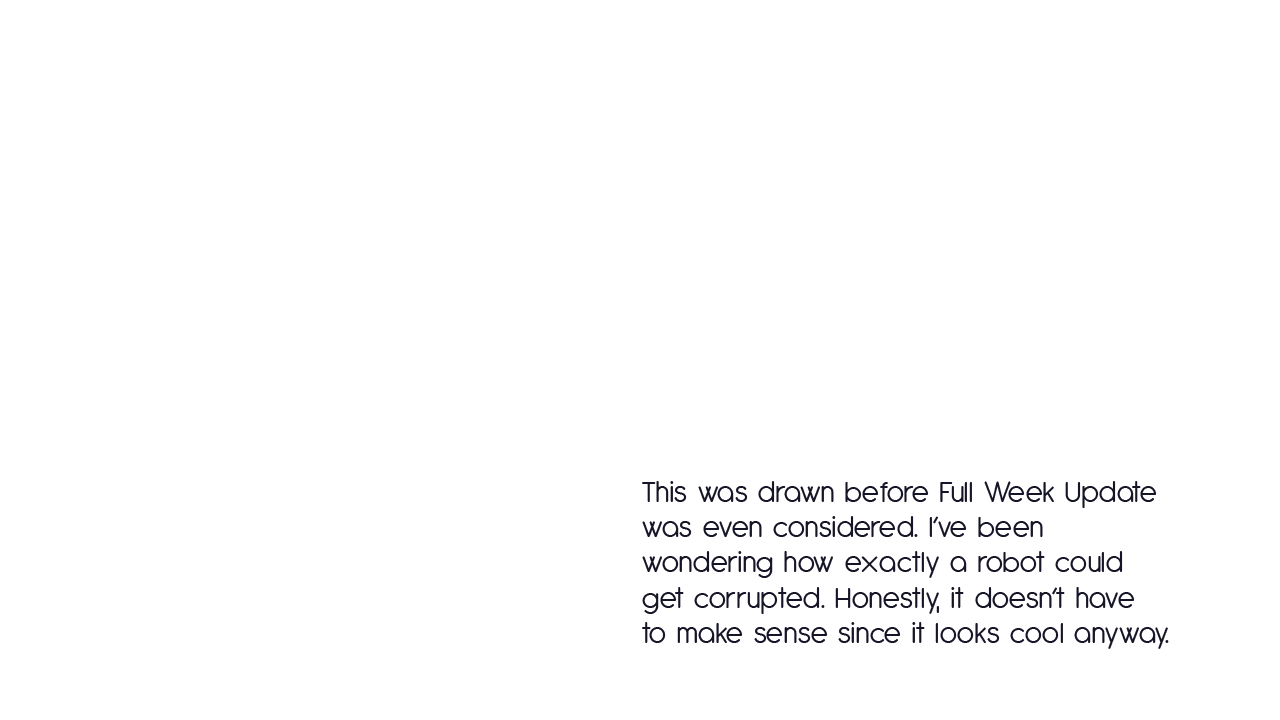 This was drawn before Full Week Update
was even considered. I've been
wondering how exactly a robot could
get corrupted. Honestly, it doesn't have
to make sense since it looks cool anyway.